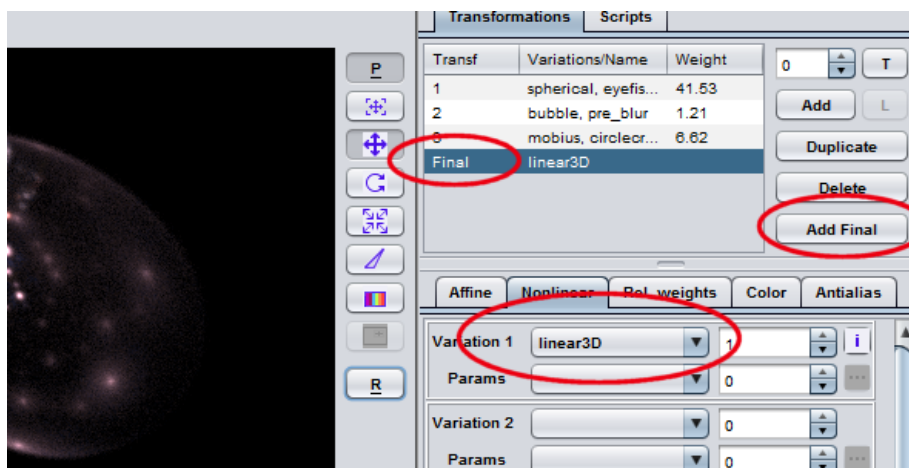 Transformations Scripts
P
Transf Variations/Name Weight
1 spherical, eyefis... 41.53
2 bubble, pre_blur 1.21
3 mobius, circlecr... 6.62
Final linear3D
0 T
Add L
Duplicate
Delete
Add Final
R
Affine Nonlinear Rel. weights Color Antialias
Variation 1 linear3D 1 i
Params 0 ...
Variation 2 0
Params 0 ...